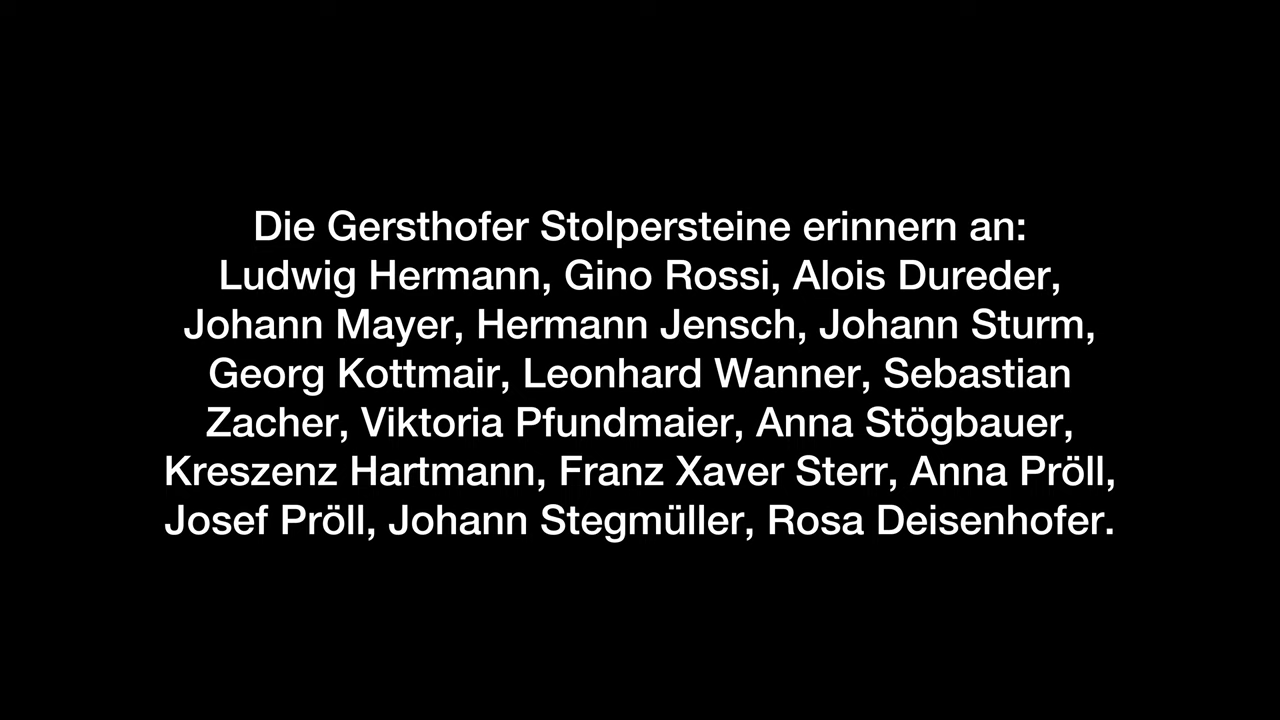 Die Gersthofer Stolpersteine erinnern an:
Ludwig Hermann, Gino Rossi, Alois Dureder,
Johann Mayer, Hermann Jensch, Johann Sturm,
Georg Kottmair, Leonhard Wanner, Sebastian
Zacher, Viktoria Pfundmaier, Anna Stögbauer,
Kreszenz Hartmann, Franz Xaver Sterr, Anna Pröll,
Josef Pröll, Johann Stegmüller, Rosa Deisenhofer.